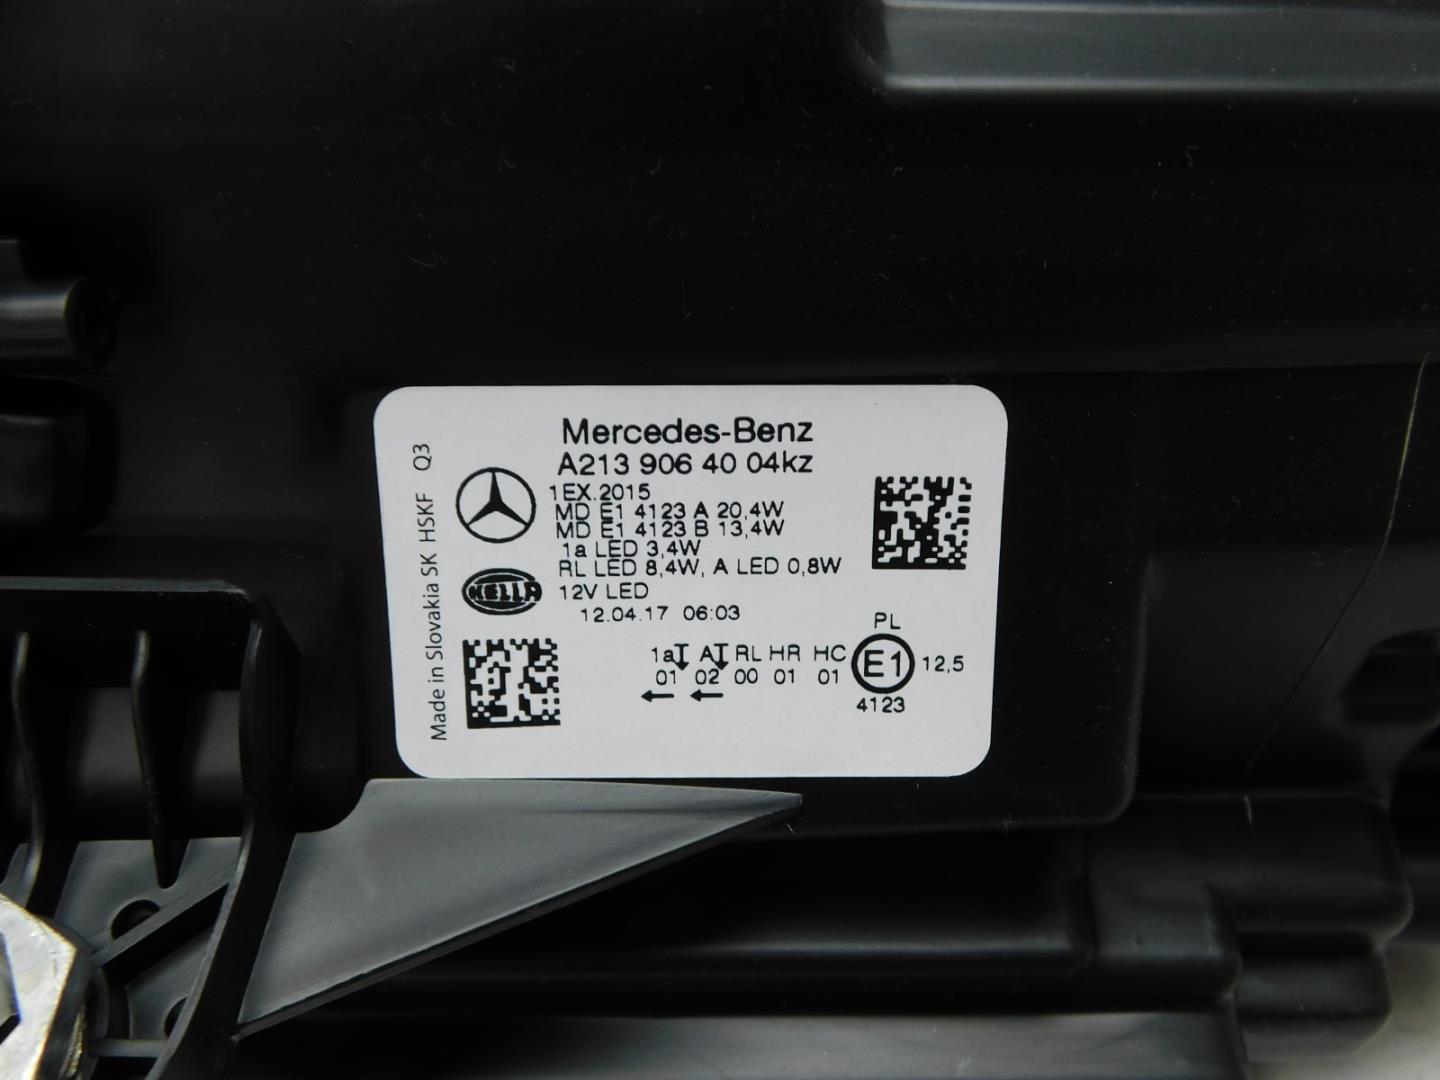 Mercedes-Benz
A213 906 40 04kz
1EX.2015
MD E1 4123 A 20,4W
MD E1 4123 B 13,4W
1a LED 3,4W
RL LED 8,4W, A LED 0,8W
12V LED
12.04.17 06:03
HELLA
Made in Slovakia SK HSKF Q3
1a A RL HR HC
01 02 00 01 01
PL
E1 12,5
4123